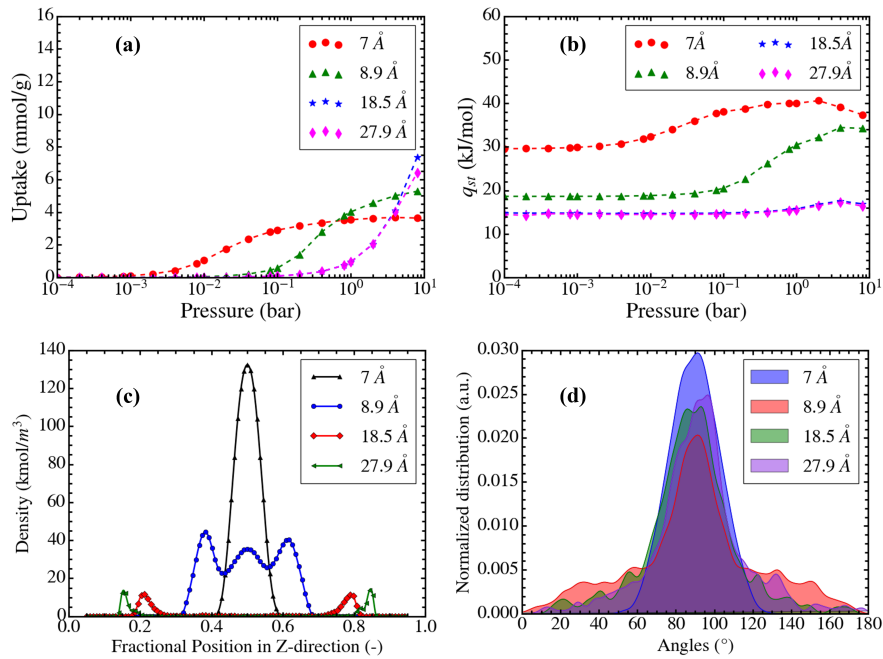 (a)
7 Å
8.9 Å
18.5 Å
27.9 Å
16
14
12
10
8
6
4
2
0
Uptake (mmol/g)
10⁻⁴ 10⁻³ 10⁻² 10⁻¹ 10⁰ 10¹
Pressure (bar)
(b)
7Å 18.5Å
8.9Å 27.9Å
60
50
40
30
20
10
0
qst (kJ/mol)
10⁻⁴ 10⁻³ 10⁻² 10⁻¹ 10⁰ 10¹
Pressure (bar)
(c)
7 Å
8.9 Å
18.5 Å
27.9 Å
140
120
100
80
60
40
20
0
Density (kmol/m³)
0.0 0.2 0.4 0.6 0.8 1.0
Fractional Position in Z-direction (-)
(d)
7 Å
8.9 Å
18.5 Å
27.9 Å
0.030
0.025
0.020
0.015
0.010
0.005
0.000
Normalized distribution (a.u.)
0 20 40 60 80 100 120 140 160 180
Angles (°)